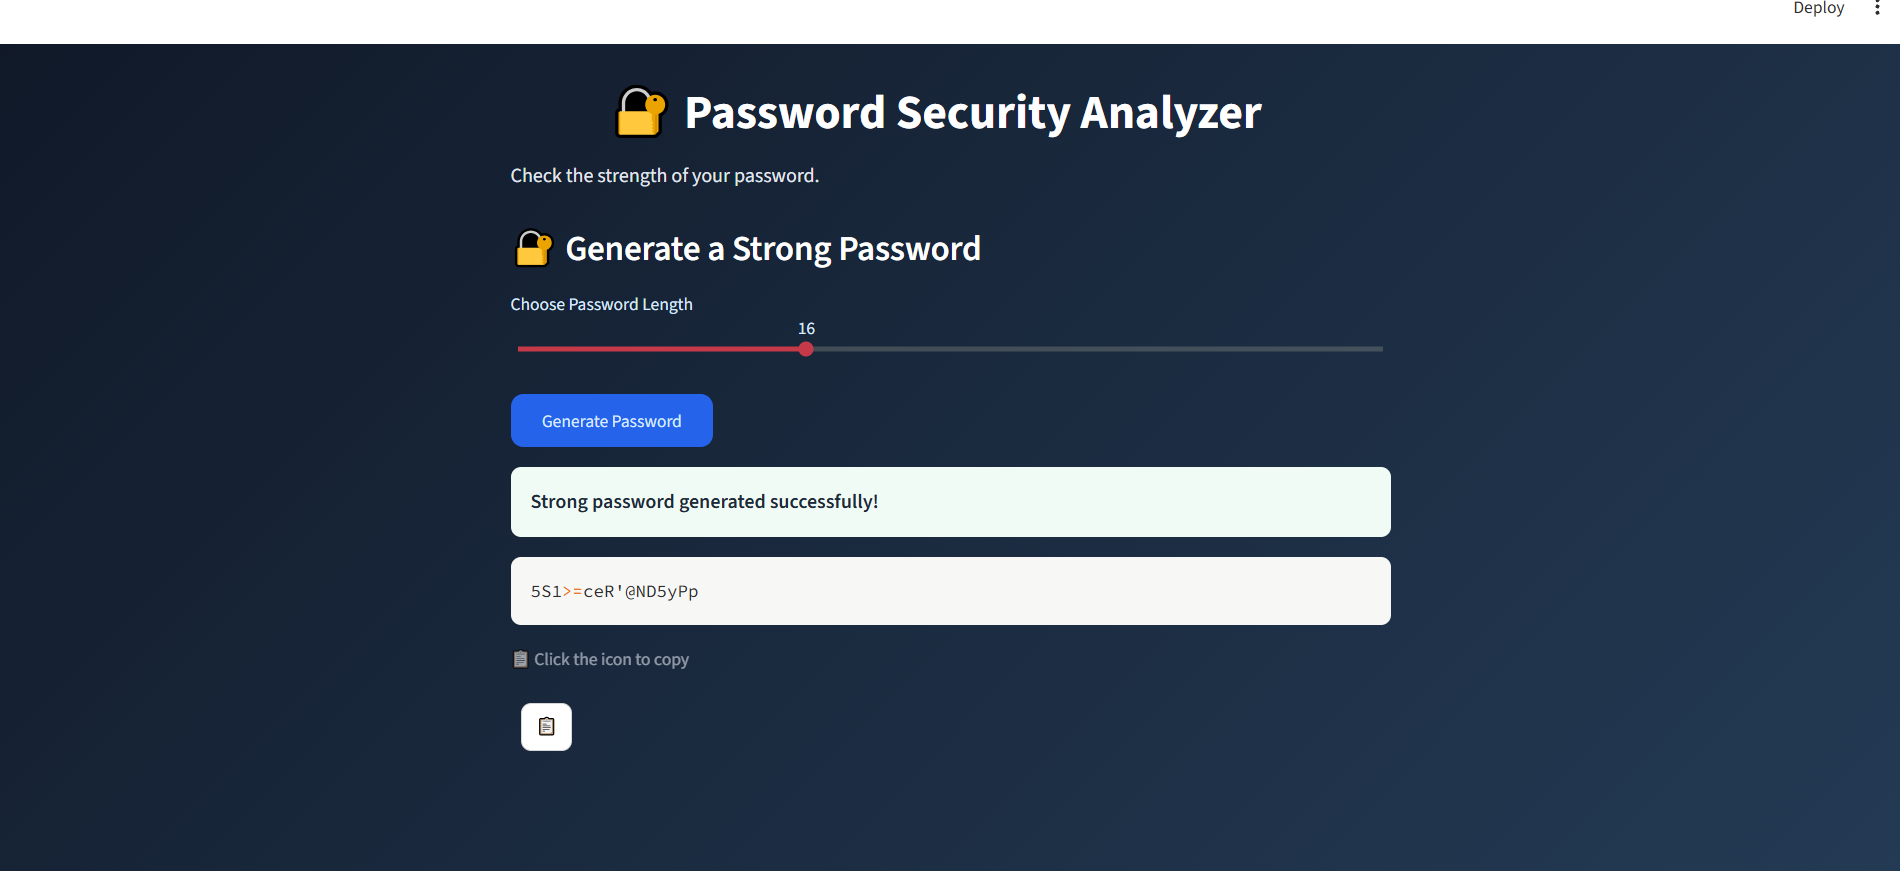 Deploy
Password Security Analyzer
Check the strength of your password.
Generate a Strong Password
Choose Password Length
16
Generate Password
Strong password generated successfully!
5S1>=ceR'@ND5yPp
Click the icon to copy